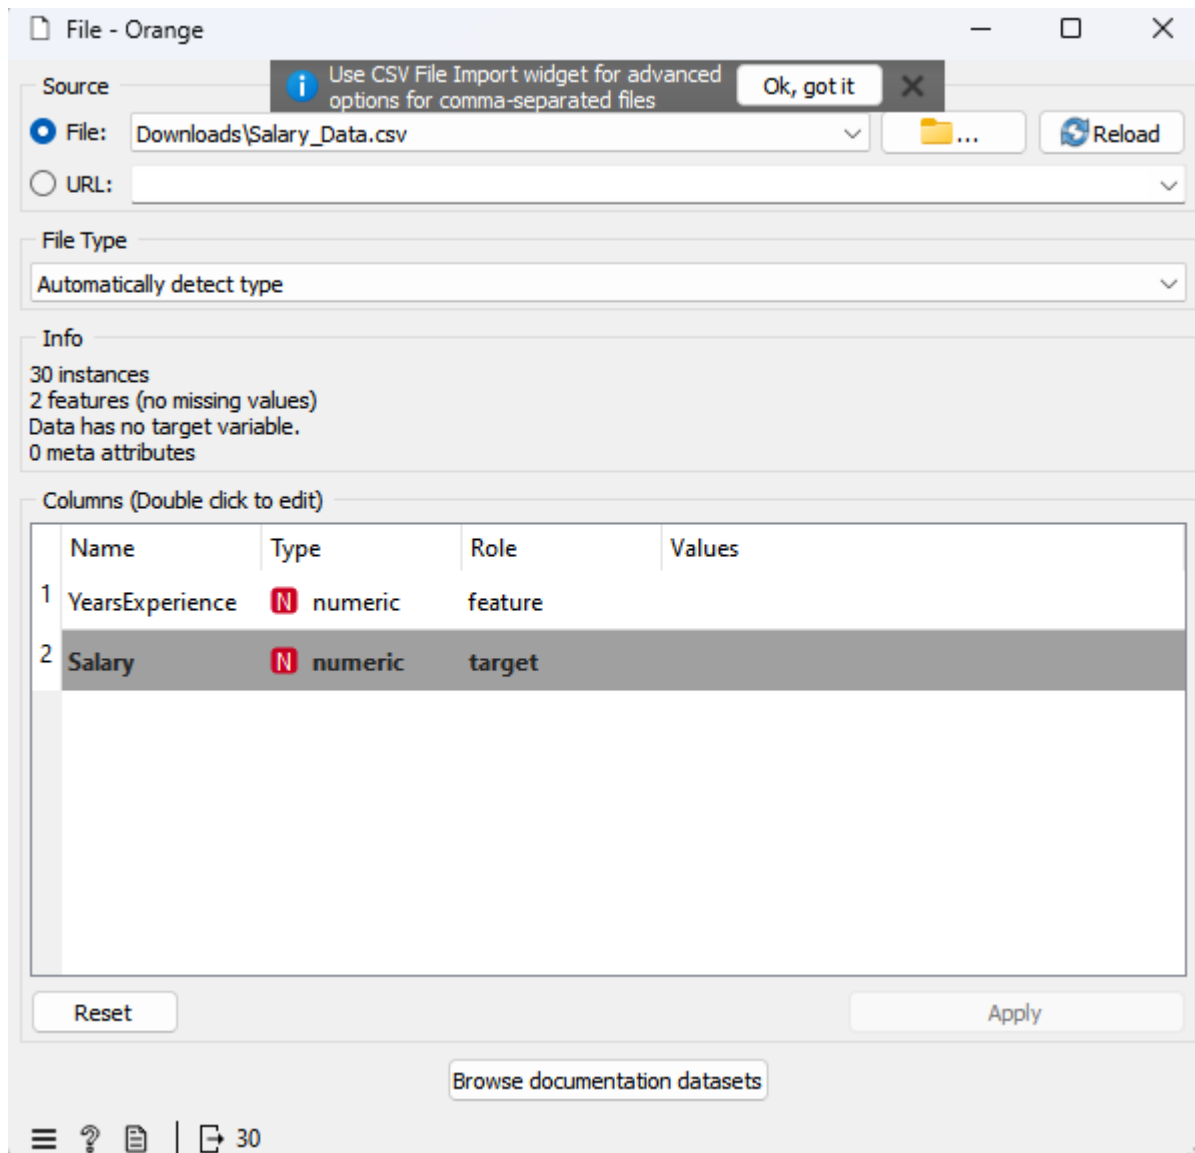 File - Orange
Source
Use CSV File Import widget for advanced
options for comma-separated files
Ok, got it
File: Downloads\Salary_Data.csv ... Reload
URL:
File Type
Automatically detect type
Info
30 instances
2 features (no missing values)
Data has no target variable.
0 meta attributes
Columns (Double click to edit)
Name Type Role Values
1 YearsExperience N numeric feature
2 Salary N numeric target
Reset Apply
Browse documentation datasets
? 30